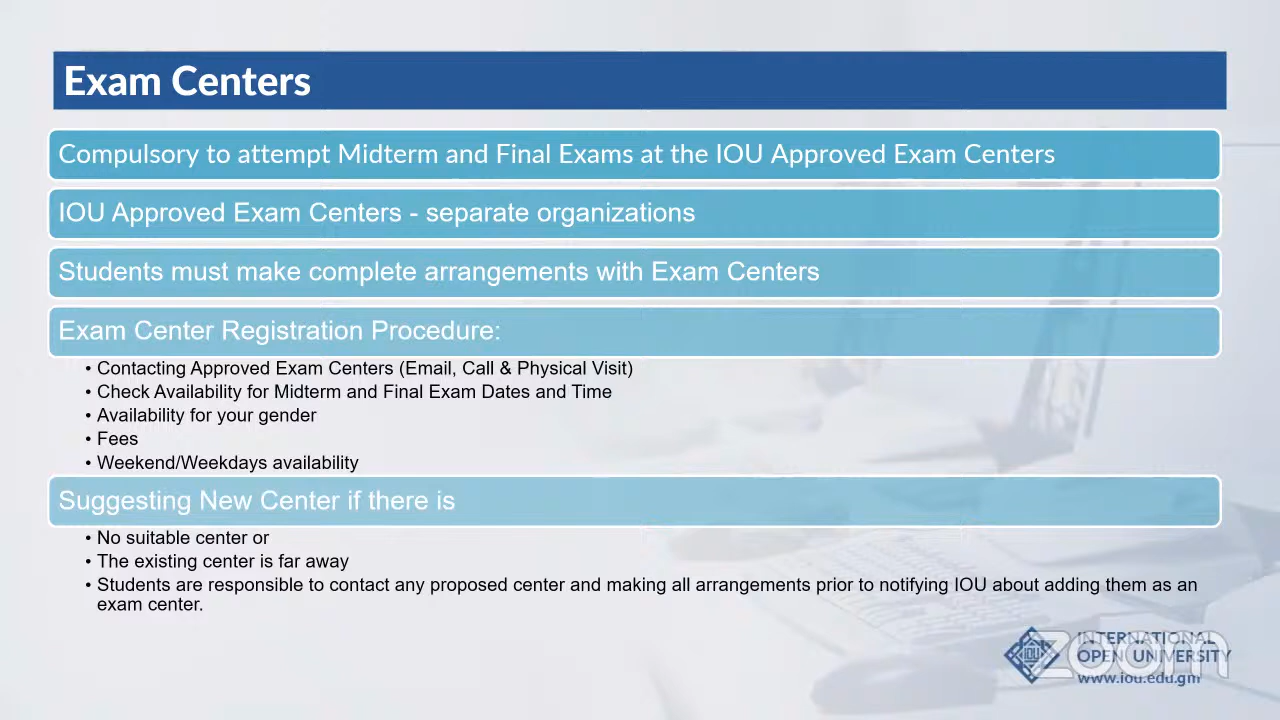 Exam Centers
Compulsory to attempt Midterm and Final Exams at the IOU Approved Exam Centers
IOU Approved Exam Centers - separate organizations
Students must make complete arrangements with Exam Centers
Exam Center Registration Procedure:
• Contacting Approved Exam Centers (Email, Call & Physical Visit)
• Check Availability for Midterm and Final Exam Dates and Time
• Availability for your gender
• Fees
• Weekend/Weekdays availability
Suggesting New Center if there is
• No suitable center or
• The existing center is far away
• Students are responsible to contact any proposed center and making all arrangements prior to notifying IOU about adding them as an
exam center.
IOU
INTERNATIONAL
OPEN UNIVERSITY
www.iou.edu.gm
zoom